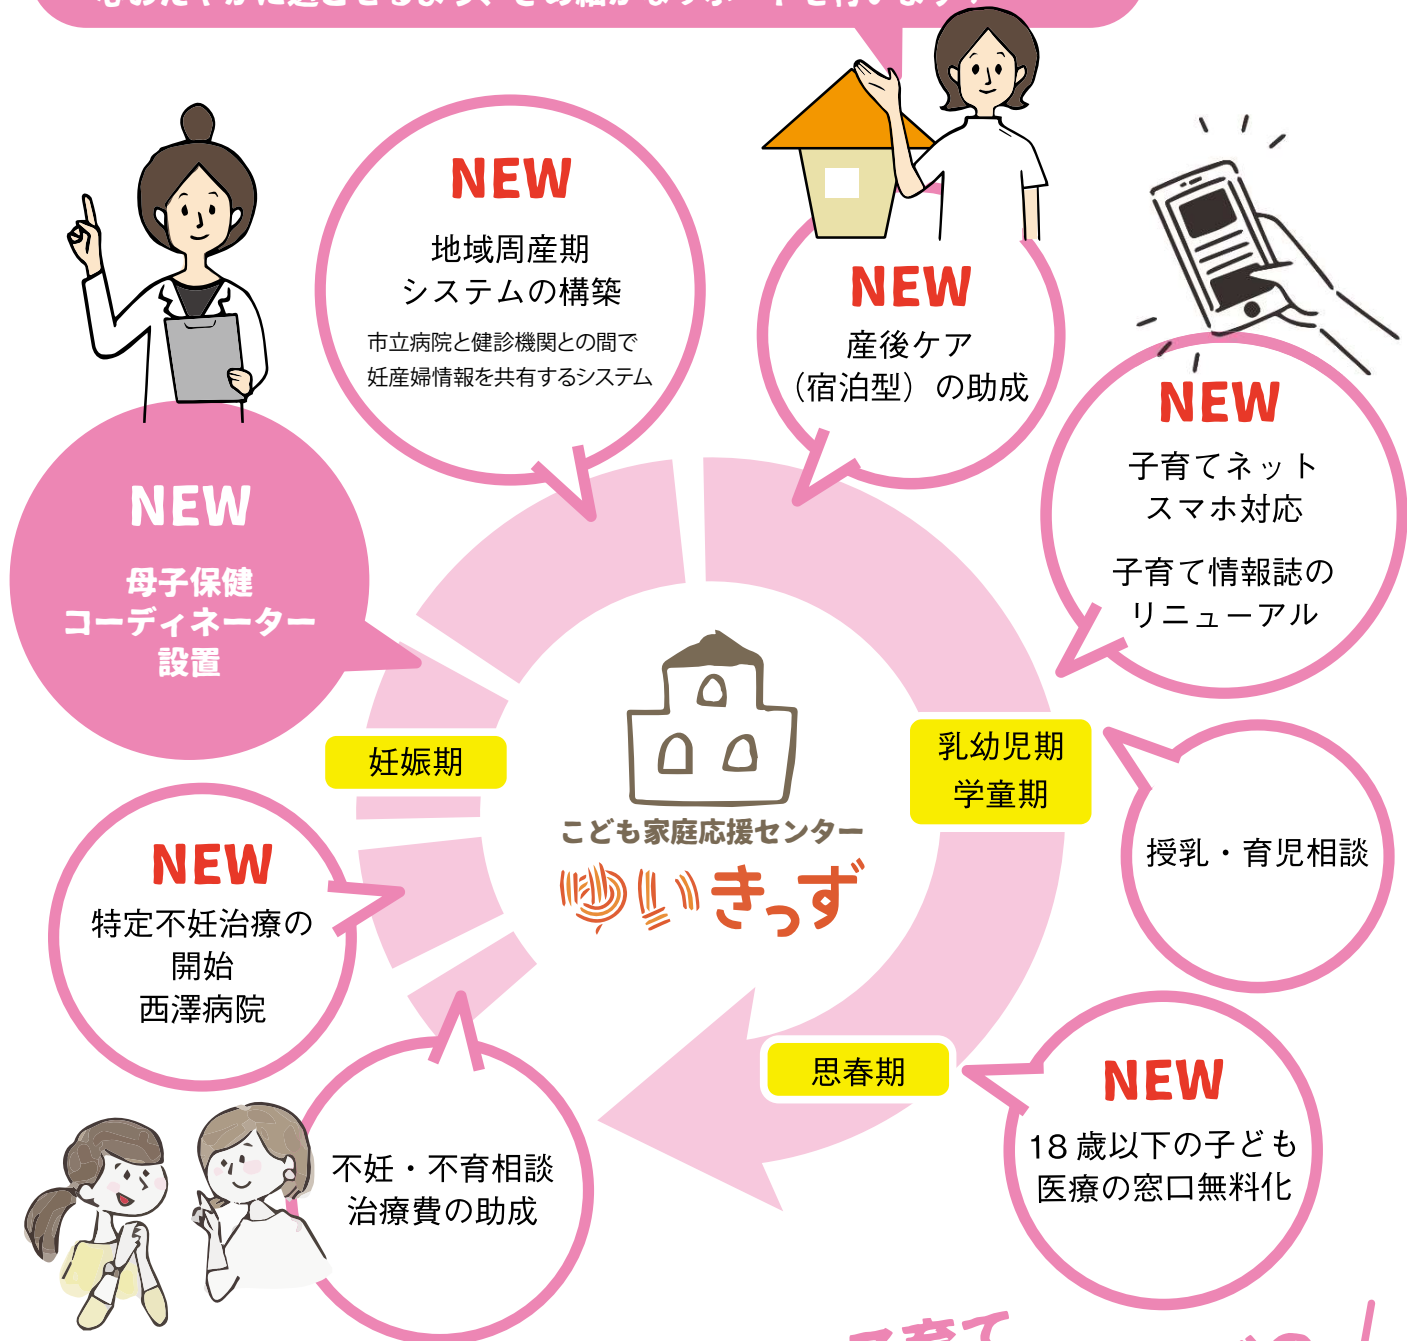 NEW
地域周産期
システムの構築
市立病院と健診機関との間で
妊産婦情報を共有するシステム
NEW
産後ケア
（宿泊型）の助成
NEW
子育てネット
スマホ対応
子育て情報誌の
リニューアル
NEW
母子保健
コーディネーター
設置
妊娠期
乳幼児期
学童期
こども家庭応援センター
ゆいきっず
授乳・育児相談
NEW
特定不妊治療の
開始
西澤病院
思春期
NEW
18歳以下の子ども
医療の窓口無料化
不妊・不育相談
治療費の助成
子育て